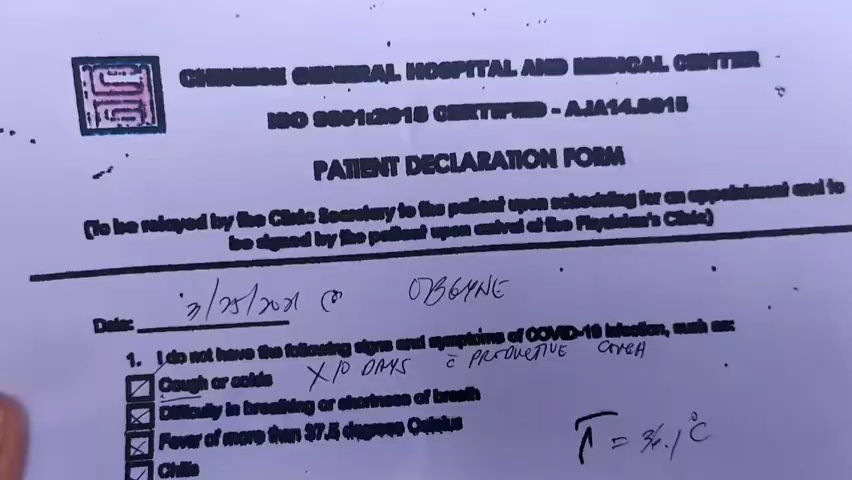 CHINESE GENERAL HOSPITAL AND MEDICAL CENTER
ISO 9001:2015 CERTIFIED - AJA14.0015
PATIENT DECLARATION FORM
(To be relayed by the Clinic Secretary to the patient upon scheduling for an appointment and to
be signed by the patient upon arrival at the Physician's Clinic)
Date: 3/25/2021 @ OBGYNE
1. I do not have the following signs and symptoms of COVID-19 infection, such as:
Cough or colds X 10 DAYS c̄ PRODUCTIVE COUGH
Difficulty in breathing or shortness of breath
Fever of more than 37.5 degrees Celsius
T = 36.1°C
Chills